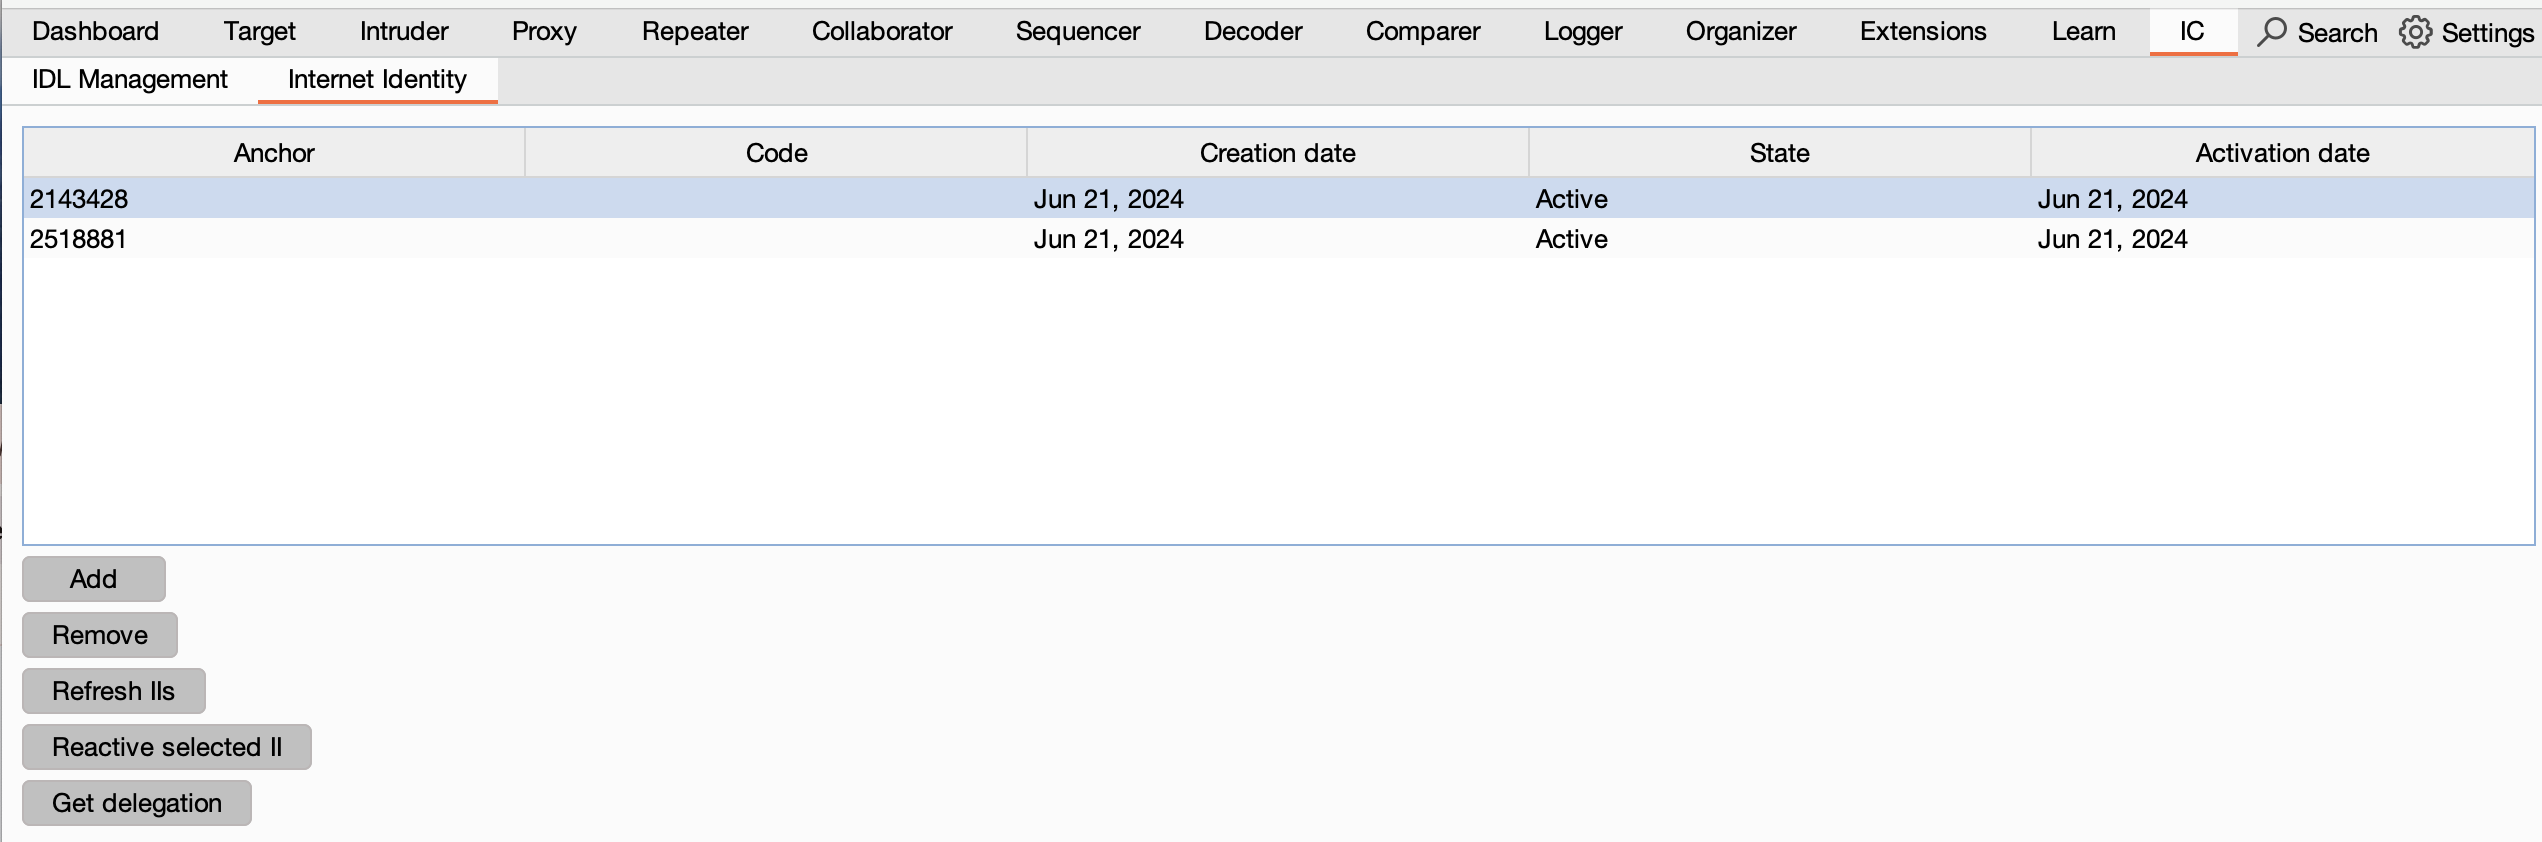 Dashboard Target Intruder Proxy Repeater Collaborator Sequencer Decoder Comparer Logger Organizer Extensions Learn IC Search Settings
IDL Management Internet Identity
Anchor Code Creation date State Activation date
2143428 Jun 21, 2024 Active Jun 21, 2024
2518881 Jun 21, 2024 Active Jun 21, 2024
Add
Remove
Refresh IIs
Reactive selected II
Get delegation